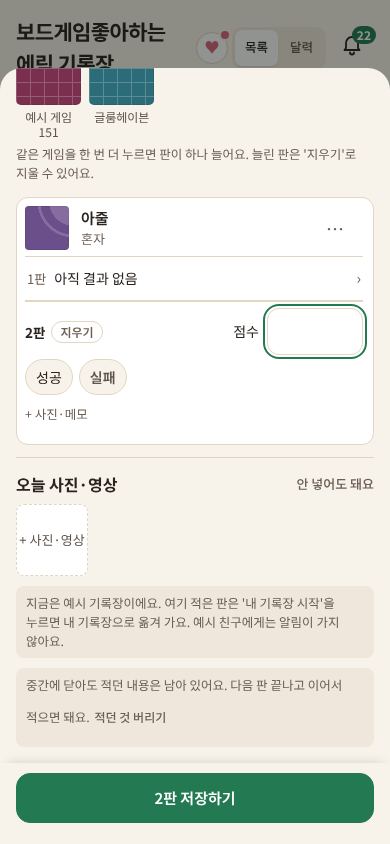 보드게임좋아하는
에린 기록장
목록
달력
22
예시 게임
151
글룸헤이븐
같은 게임을 한 번 더 누르면 판이 하나 늘어요. 늘린 판은 '지우기'로
지울 수 있어요.
아줄
혼자
...
1판 아직 결과 없음 ›
2판 지우기 점수
성공 실패
+ 사진·메모
오늘 사진·영상 안 넣어도 돼요
+ 사진·영상
지금은 예시 기록장이에요. 여기 적은 판은 '내 기록장 시작'을
누르면 내 기록장으로 옮겨 가요. 예시 친구에게는 알림이 가지
않아요.
중간에 닫아도 적던 내용은 남아 있어요. 다음 판 끝나고 이어서
적으면 돼요. 적던 것 버리기
2판 저장하기